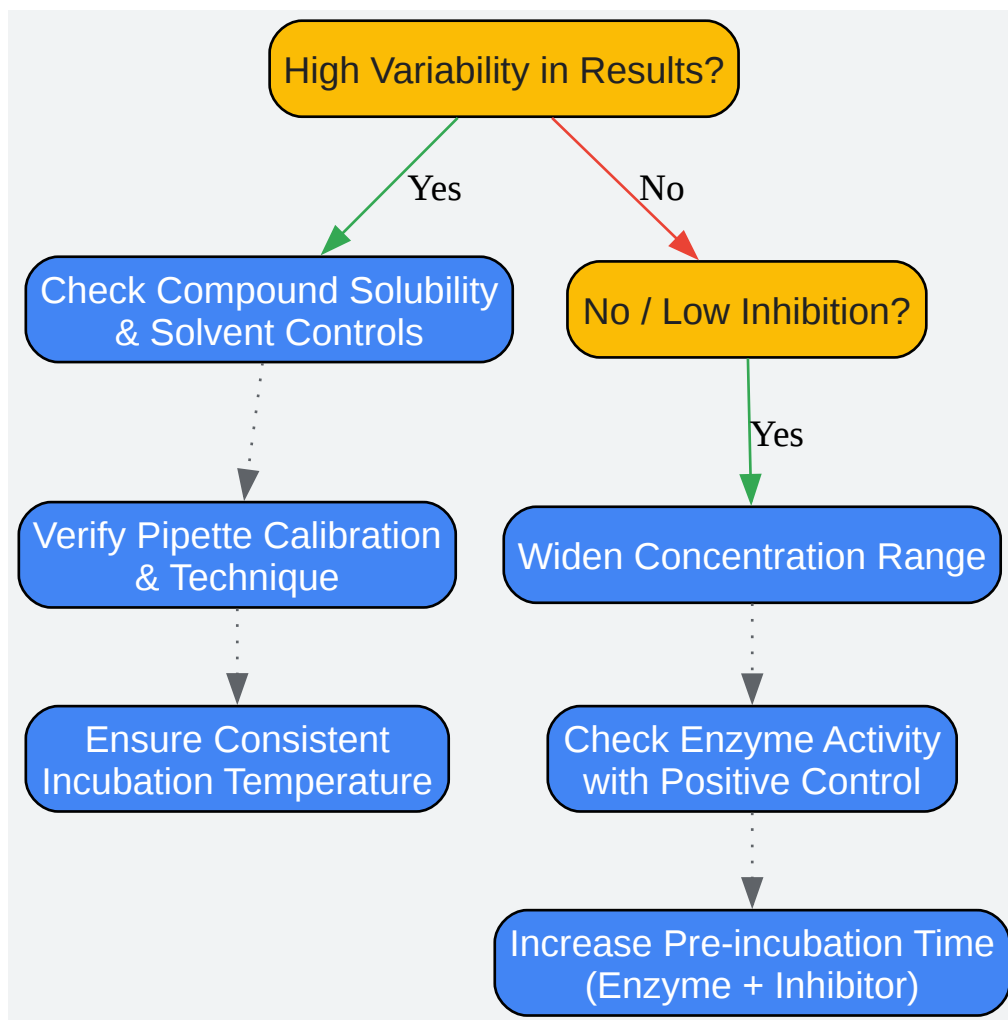 High Variability in Results?
Yes
No
Check Compound Solubility
& Solvent Controls
No / Low Inhibition?
Yes
Verify Pipette Calibration
& Technique
Widen Concentration Range
Ensure Consistent
Incubation Temperature
Check Enzyme Activity
with Positive Control
Increase Pre-incubation Time
(Enzyme + Inhibitor)